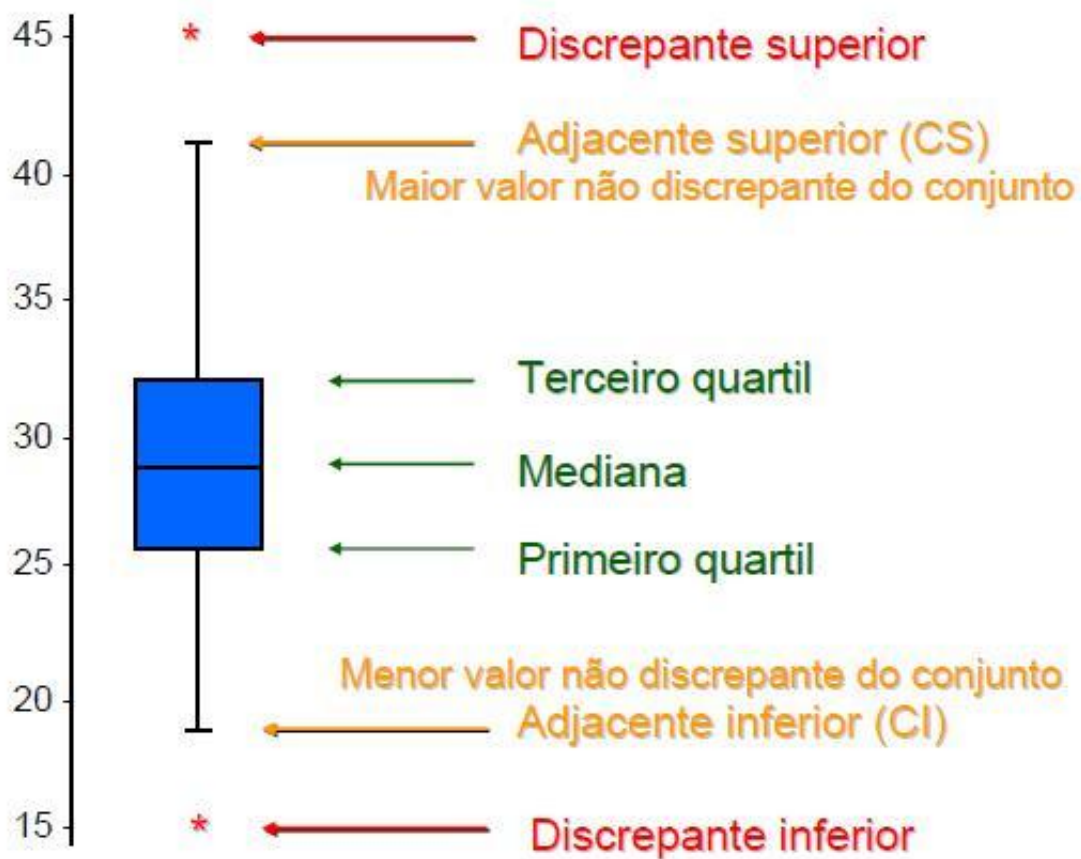 45
* Discrepante superior
Adjacente superior (CS)
40
Maior valor não discrepante do conjunto
35
Terceiro quartil
30
Mediana
25
Primeiro quartil
Menor valor não discrepante do conjunto
20
Adjacente inferior (CI)
15
* Discrepante inferior